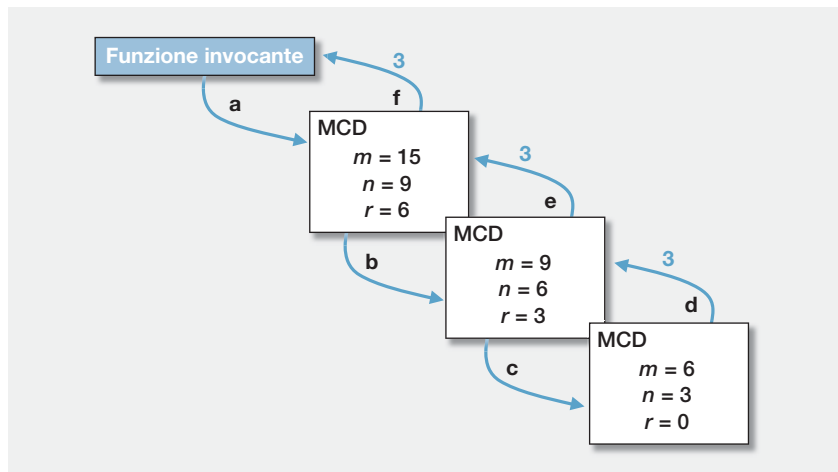 Funzione invocante
3
a
f
MCD
m = 15
n = 9
r = 6
3
e
b
MCD
m = 9
n = 6
r = 3
3
d
c
MCD
m = 6
n = 3
r = 0